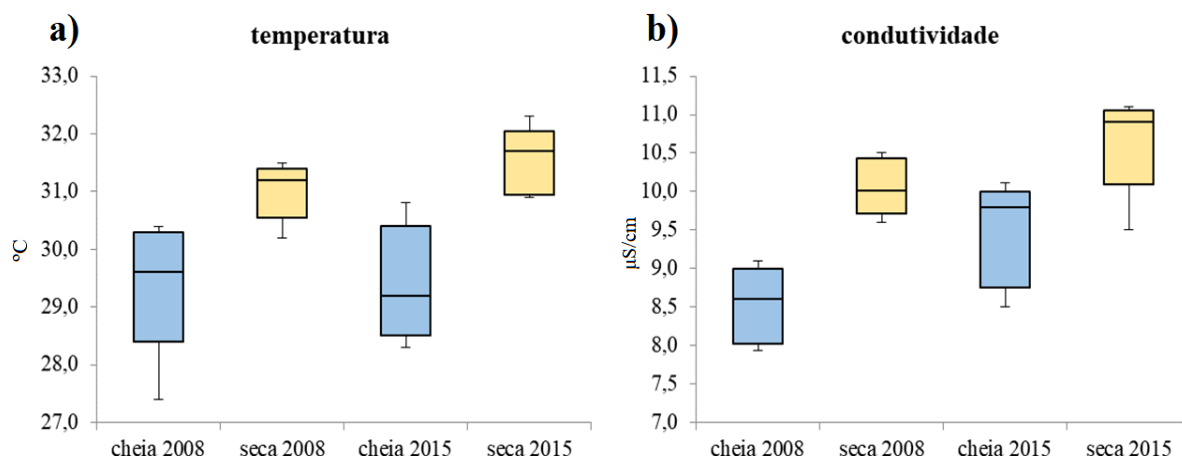 a)
temperatura
33,0
32,0
31,0
30,0
29,0
28,0
27,0
°C
cheia 2008 seca 2008 cheia 2015 seca 2015
b)
condutividade
11,5
11,0
10,5
10,0
9,5
9,0
8,5
8,0
7,5
7,0
µS/cm
cheia 2008 seca 2008 cheia 2015 seca 2015